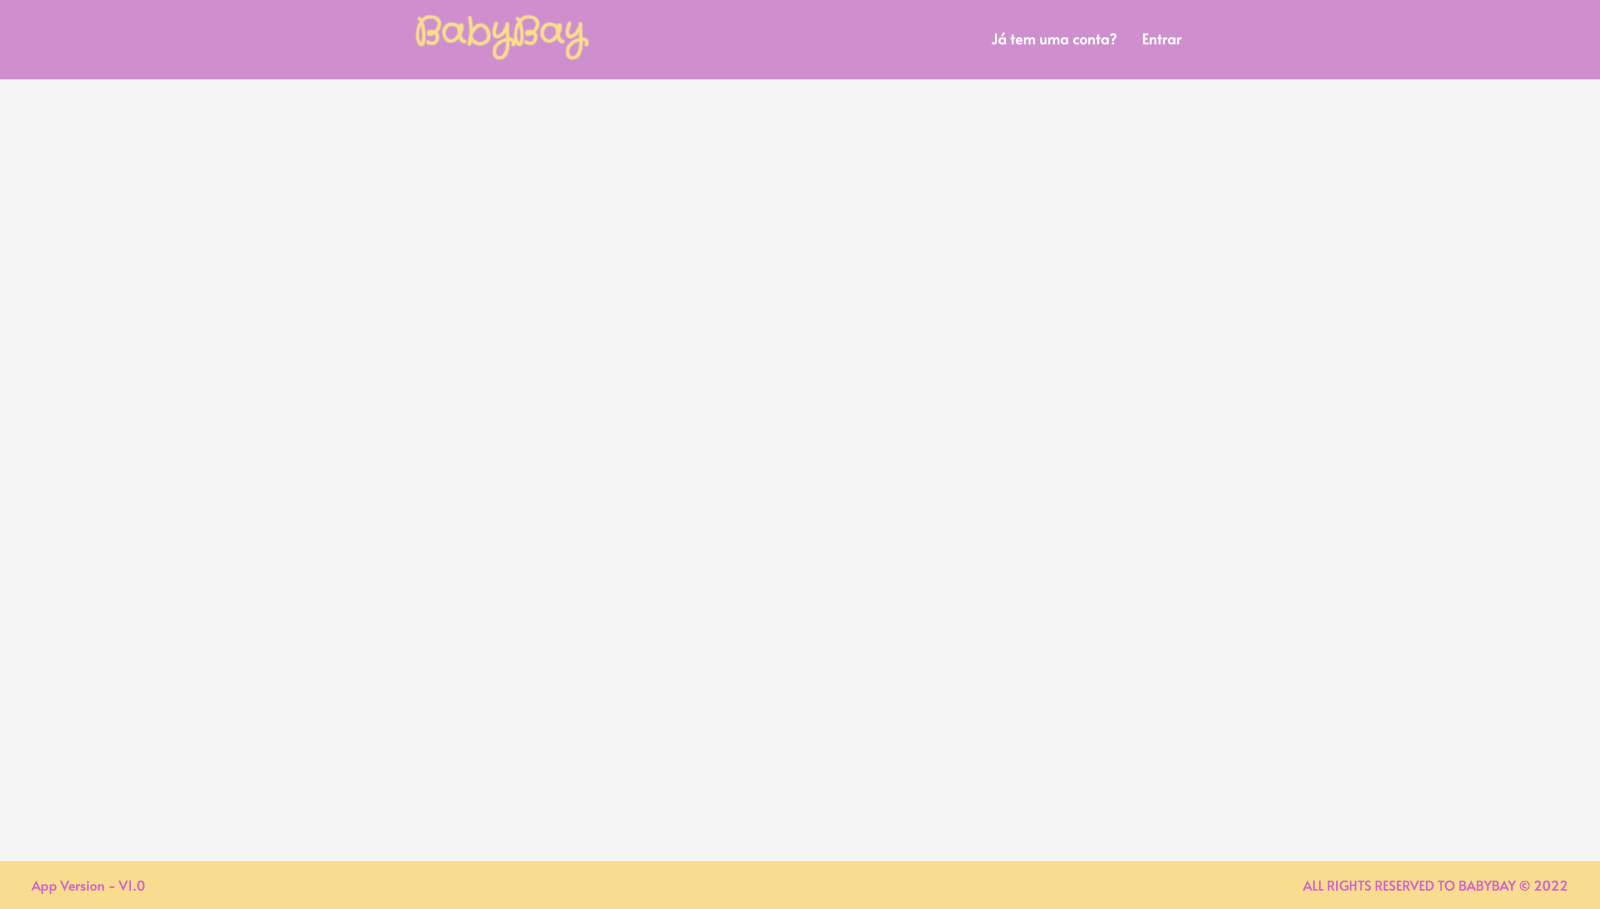 BabyBay
Já tem uma conta? Entrar
App Version - V1.0
ALL RIGHTS RESERVED TO BABYBAY © 2022